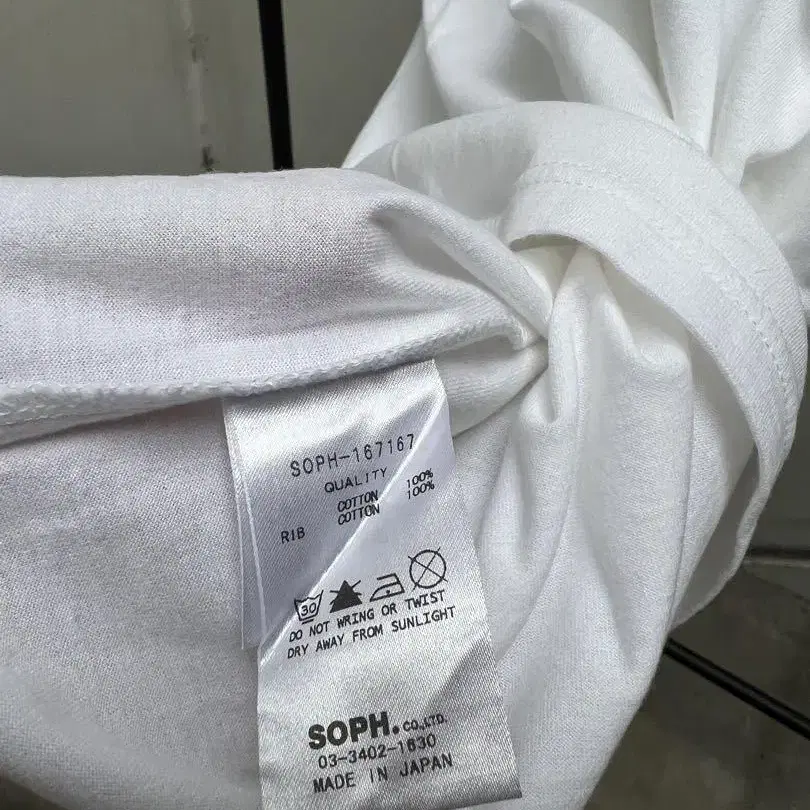 SOPH-167167
QUALITY
COTTON 100%
RIB COTTON 100%
30
DO NOT WRING OR TWIST
DRY AWAY FROM SUNLIGHT
SOPH. CO.,LTD.
03-3402-1630
MADE IN JAPAN